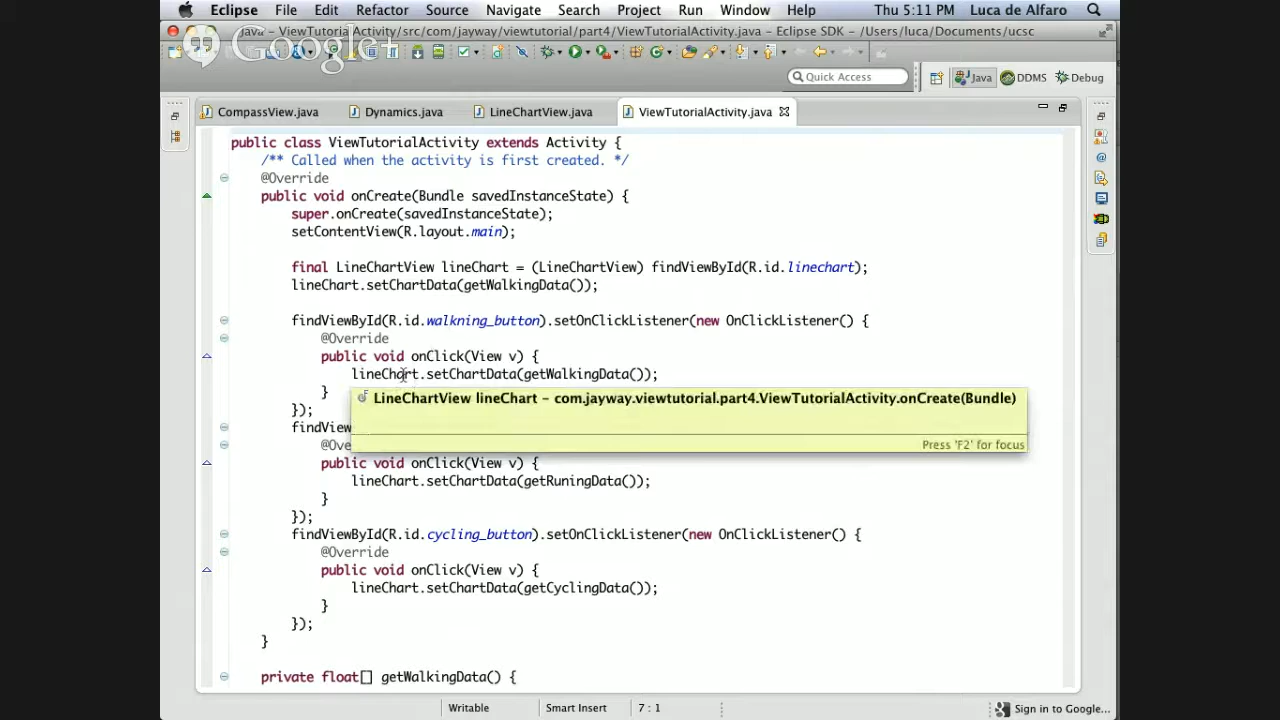 Eclipse File Edit Refactor Source Navigate Search Project Run Window Help Thu 5:11 PM Luca de Alfaro
Java - ViewTutorialActivity/src/com/jayway/viewtutorial/part4/ViewTutorialActivity.java - Eclipse SDK - /Users/luca/Documents/ucsc
Google+
Quick Access Java DDMS Debug
CompassView.java Dynamics.java LineChartView.java ViewTutorialActivity.java
public class ViewTutorialActivity extends Activity {
/** Called when the activity is first created. */
@Override
public void onCreate(Bundle savedInstanceState) {
super.onCreate(savedInstanceState);
setContentView(R.layout.main);
final LineChartView lineChart = (LineChartView) findViewById(R.id.linechart);
lineChart.setChartData(getWalkingData());
findViewById(R.id.walkning_button).setOnClickListener(new OnClickListener() {
@Override
public void onClick(View v) {
lineChart.setChartData(getWalkingData());
}
LineChartView lineChart - com.jayway.viewtutorial.part4.ViewTutorialActivity.onCreate(Bundle)
});
findView
Press 'F2' for focus
@Ove
public void onClick(View v) {
lineChart.setChartData(getRuningData());
}
});
findViewById(R.id.cycling_button).setOnClickListener(new OnClickListener() {
@Override
public void onClick(View v) {
lineChart.setChartData(getCyclingData());
}
});
}
private float[] getWalkingData() {
Writable Smart Insert 7 : 1 Sign in to Google...